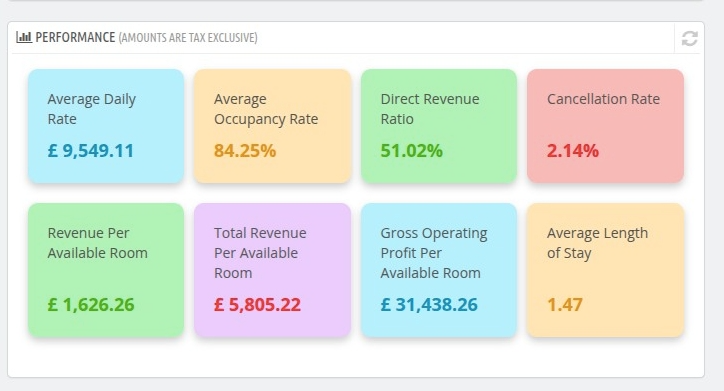 PERFORMANCE (AMOUNTS ARE TAX EXCLUSIVE)
Average Daily
Rate
£ 9,549.11
Average
Occupancy Rate
84.25%
Direct Revenue
Ratio
51.02%
Cancellation Rate
2.14%
Revenue Per
Available Room
£ 1,626.26
Total Revenue
Per Available
Room
£ 5,805.22
Gross Operating
Profit Per
Available Room
£ 31,438.26
Average Length
of Stay
1.47